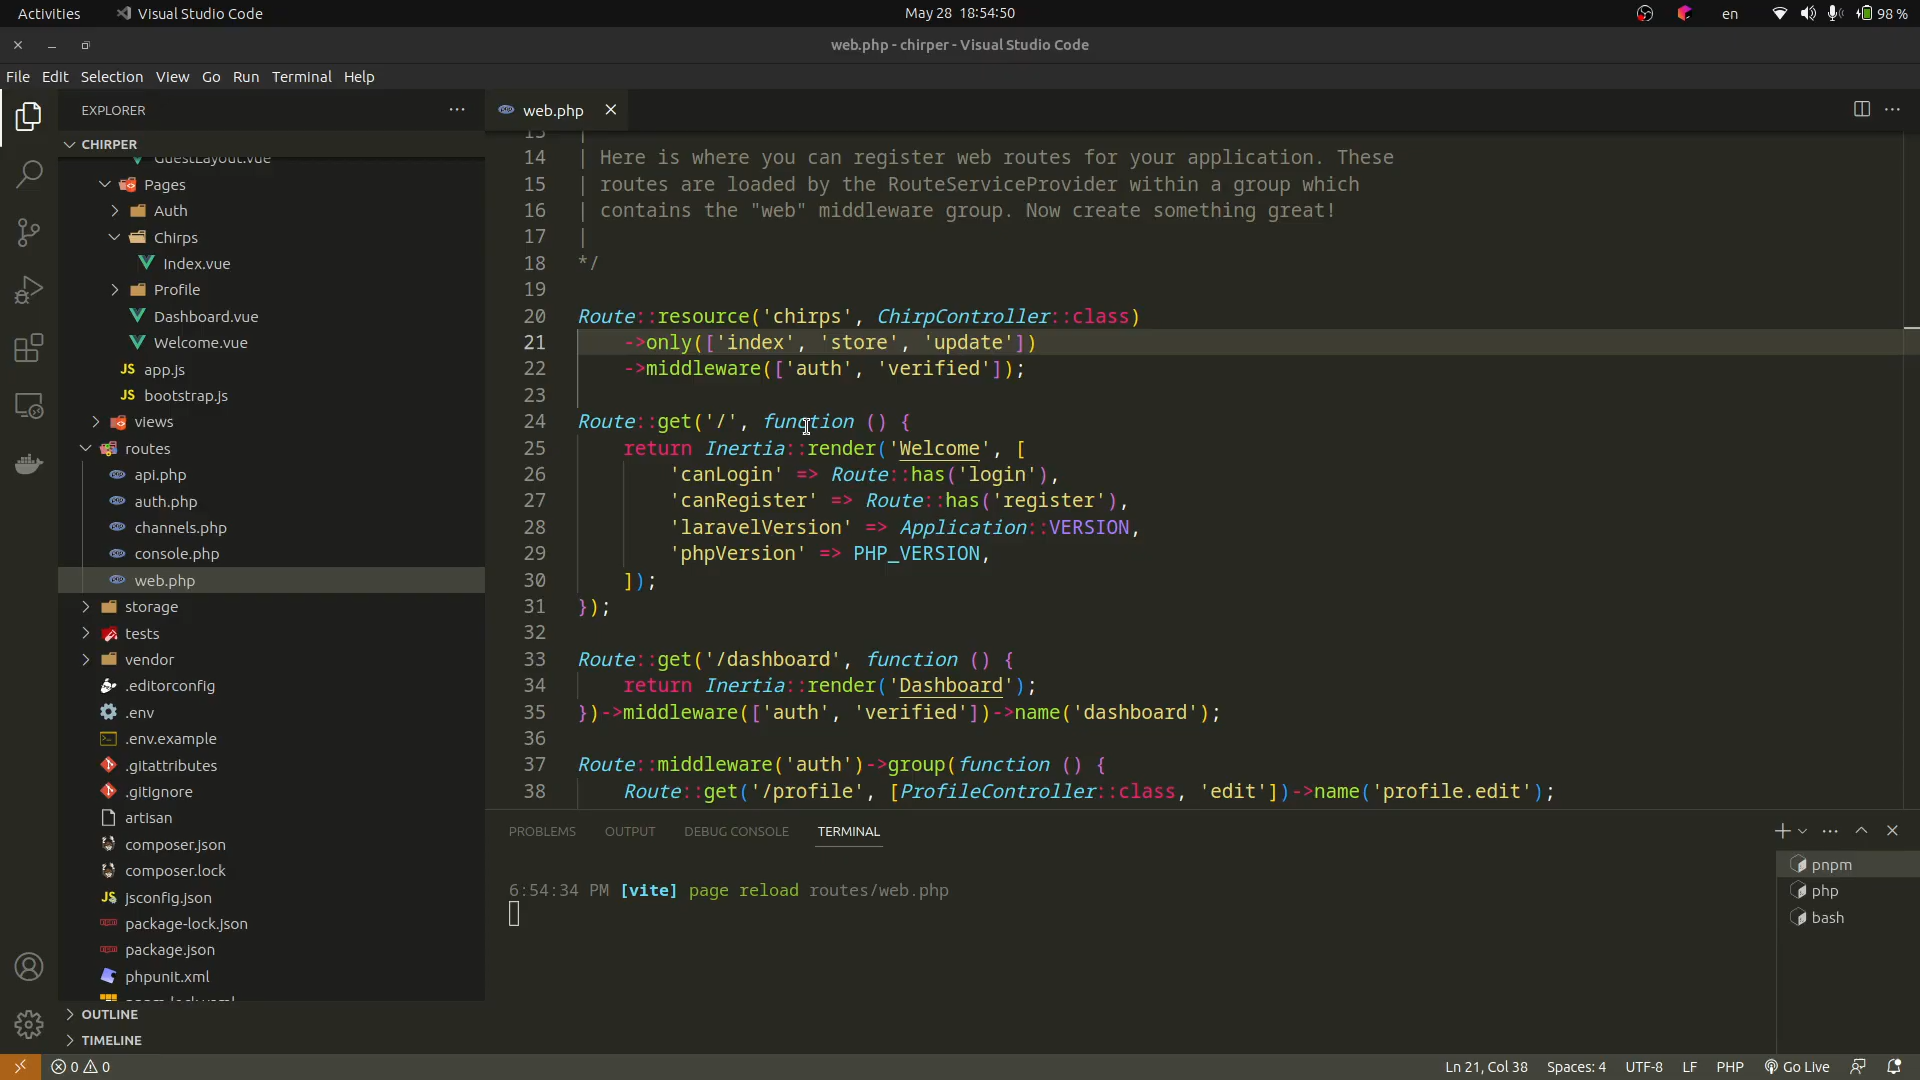 Activities
Visual Studio Code
May 28 18:54:50
en
98 %
web.php - chirper - Visual Studio Code
File Edit Selection View Go Run Terminal Help
EXPLORER
web.php
CHIRPER
GuestLayout.vue
Pages
Auth
Chirps
Index.vue
Profile
Dashboard.vue
Welcome.vue
app.js
bootstrap.js
views
routes
api.php
auth.php
channels.php
console.php
web.php
storage
tests
vendor
.editorconfig
.env
.env.example
.gitattributes
.gitignore
artisan
composer.json
composer.lock
jsconfig.json
package-lock.json
package.json
phpunit.xml
pnpm-lock.yaml
OUTLINE
TIMELINE
13 |
14 | Here is where you can register web routes for your application. These
15 | routes are loaded by the RouteServiceProvider within a group which
16 | contains the "web" middleware group. Now create something great!
17 |
18 */
19
20 Route::resource('chirps', ChirpController::class)
21 ->only(['index', 'store', 'update'])
22 ->middleware(['auth', 'verified']);
23
24 Route::get('/', function () {
25 return Inertia::render('Welcome', [
26 'canLogin' => Route::has('login'),
27 'canRegister' => Route::has('register'),
28 'laravelVersion' => Application::VERSION,
29 'phpVersion' => PHP_VERSION,
30 ]);
31 });
32
33 Route::get('/dashboard', function () {
34 return Inertia::render('Dashboard');
35 })->middleware(['auth', 'verified'])->name('dashboard');
36
37 Route::middleware('auth')->group(function () {
38 Route::get('/profile', [ProfileController::class, 'edit'])->name('profile.edit');
PROBLEMS OUTPUT DEBUG CONSOLE TERMINAL
6:54:34 PM [vite] page reload routes/web.php
pnpm
php
bash
0 0
Ln 21, Col 38 Spaces: 4 UTF-8 LF PHP Go Live